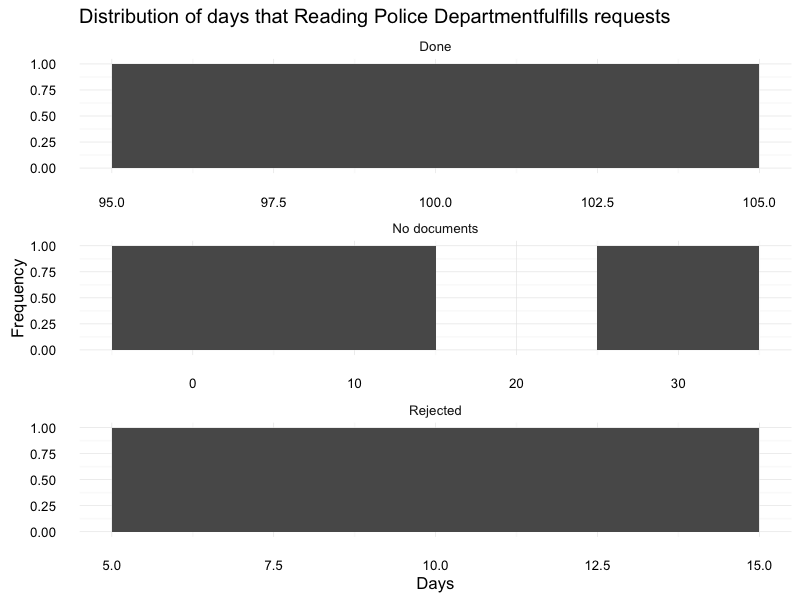 Distribution of days that Reading Police Departmentfulfills requests
Done
1.00
0.75
0.50
0.25
0.00
95.0 97.5 100.0 102.5 105.0
No documents
1.00
0.75
0.50
0.25
0.00
0 10 20 30
Frequency
Rejected
1.00
0.75
0.50
0.25
0.00
5.0 7.5 10.0 12.5 15.0
Days